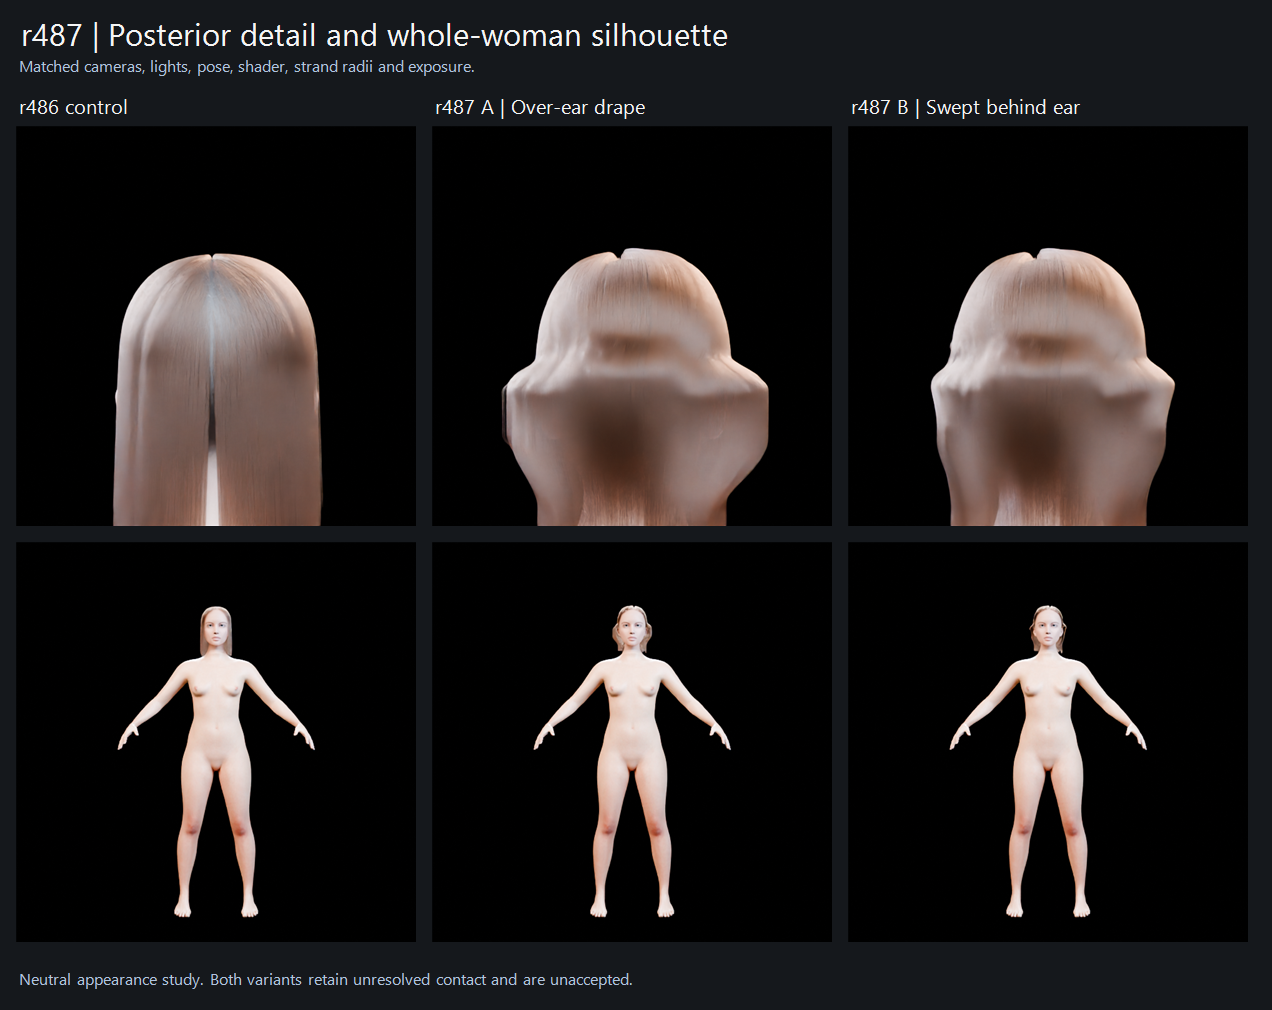 r487 | Posterior detail and whole-woman silhouette
Matched cameras, lights, pose, shader, strand radii and exposure.
r486 control
r487 A | Over-ear drape
r487 B | Swept behind ear
Neutral appearance study. Both variants retain unresolved contact and are unaccepted.